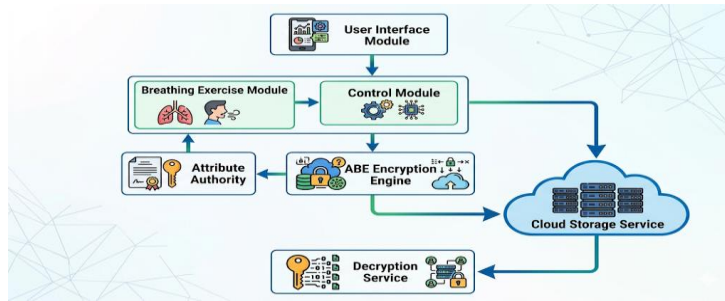 User Interface
Module
Breathing Exercise Module
Control Module
Attribute
Authority
ABE Encryption
Engine
Cloud Storage Service
Decryption
Service